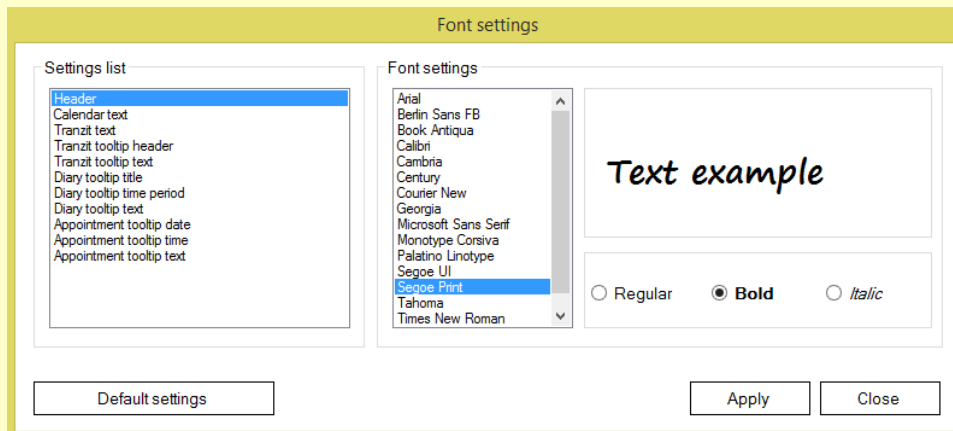 Font settings
Settings list
Header
Calendar text
Tranzit text
Tranzit tooltip header
Tranzit tooltip text
Diary tooltip title
Diary tooltip time period
Diary tooltip text
Appointment tooltip date
Appointment tooltip time
Appointment tooltip text
Font settings
Arial
Berlin Sans FB
Book Antiqua
Calibri
Cambria
Century
Courier New
Georgia
Microsoft Sans Serif
Monotype Corsiva
Palatino Linotype
Segoe UI
Segoe Print
Tahoma
Times New Roman
Text example
Regular Bold Italic
Default settings Apply Close